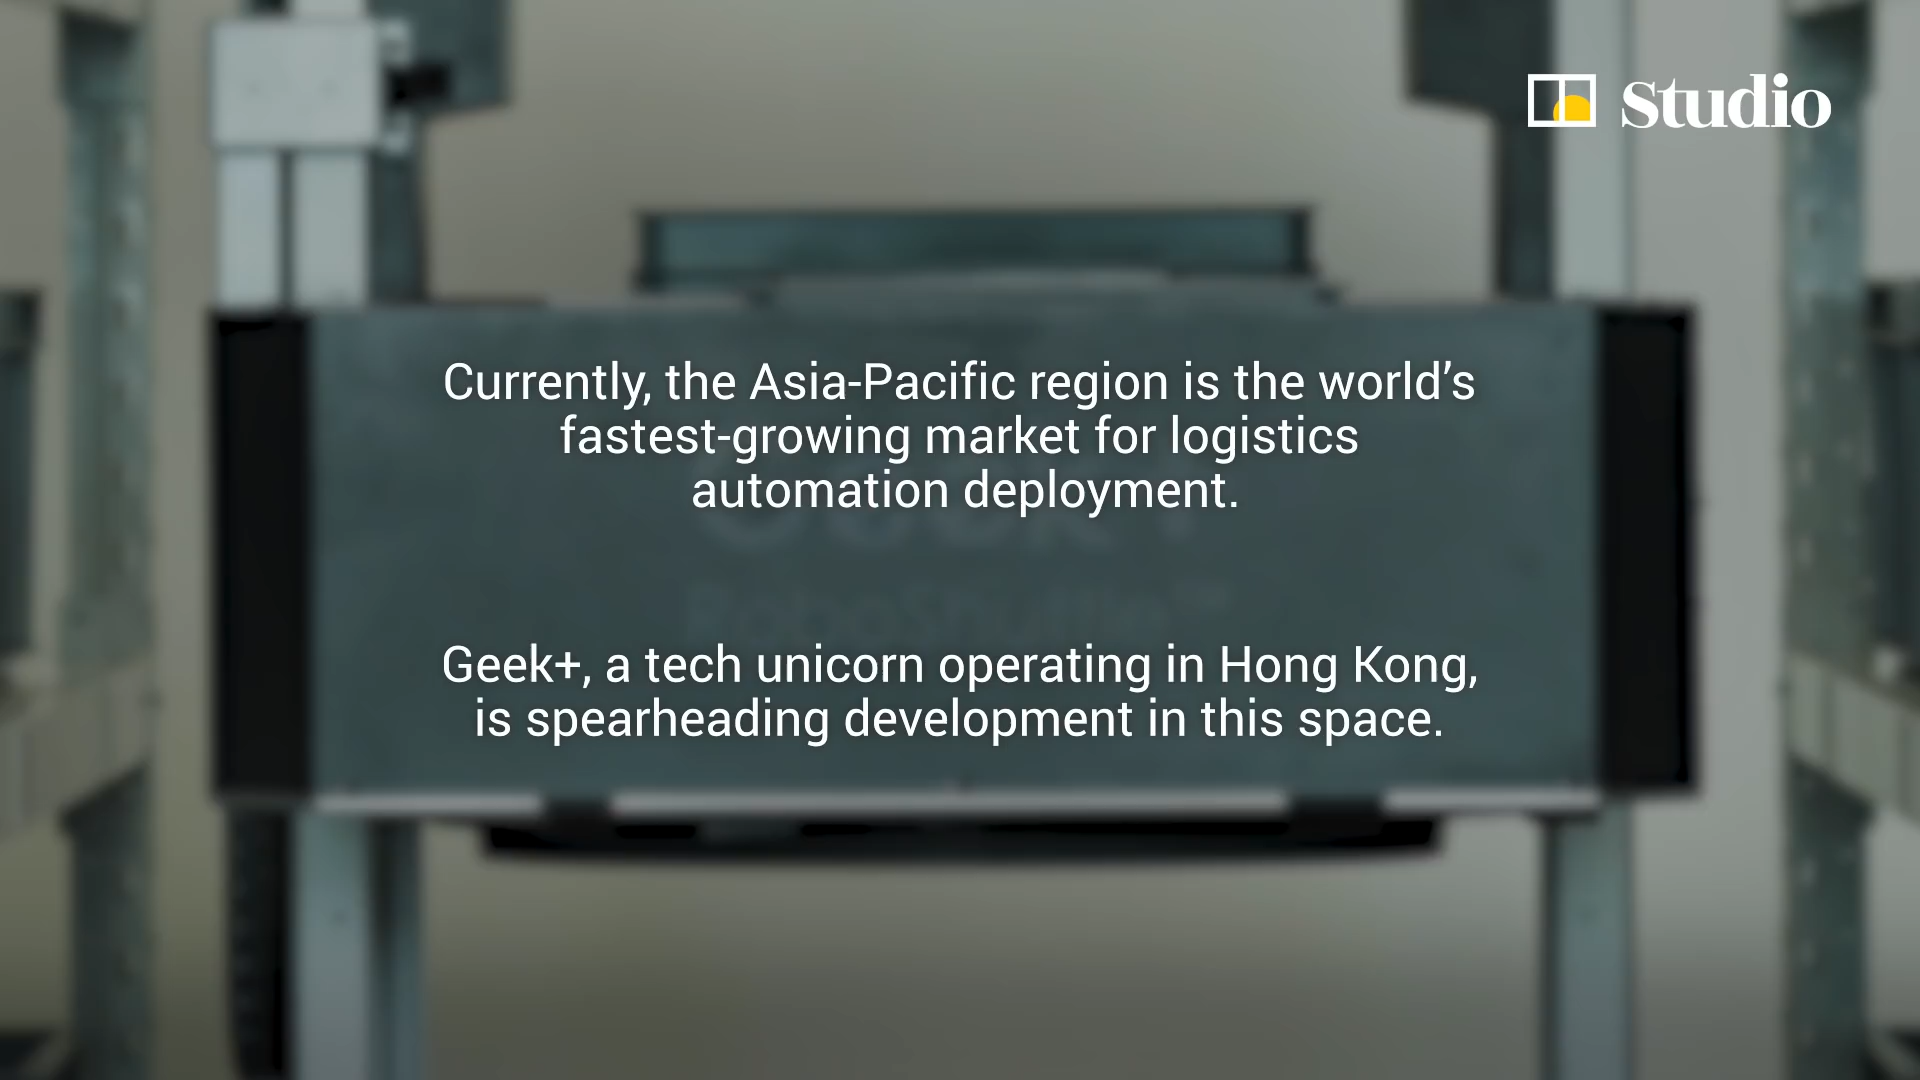 Studio
Currently, the Asia-Pacific region is the world’s
fastest-growing market for logistics
automation deployment.
RoboShuttle™
Geek+, a tech unicorn operating in Hong Kong,
is spearheading development in this space.